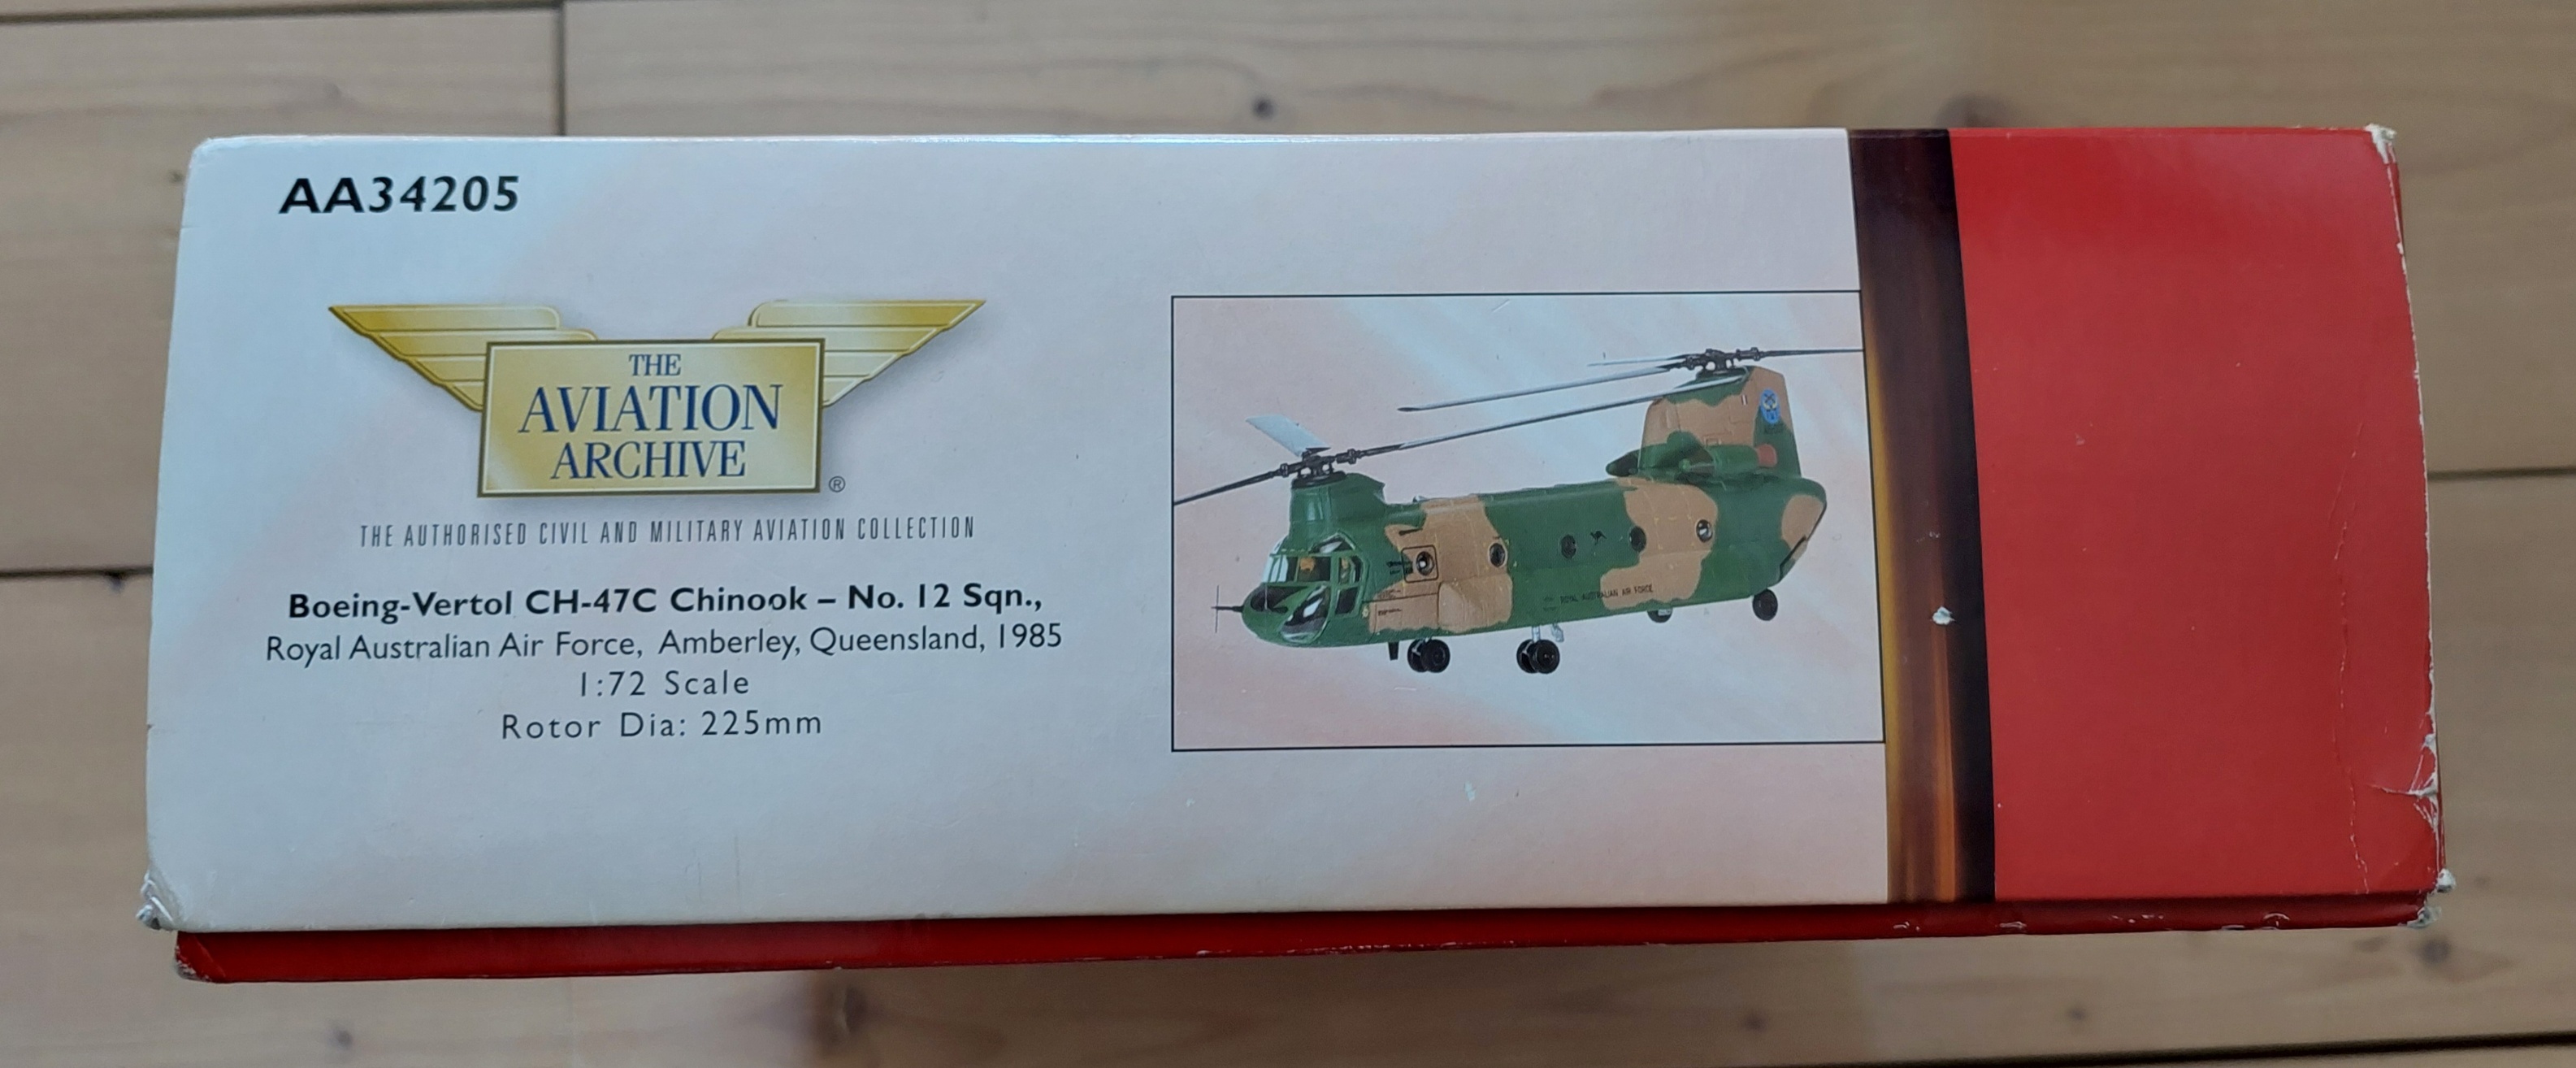 AA34205
THE
AVIATION
ARCHIVE
®
THE AUTHORISED CIVIL AND MILITARY AVIATION COLLECTION
Boeing-Vertol CH-47C Chinook – No. 12 Sqn.,
Royal Australian Air Force, Amberley, Queensland, 1985
1:72 Scale
Rotor Dia: 225mm
ROYAL AUSTRALIAN AIR FORCE